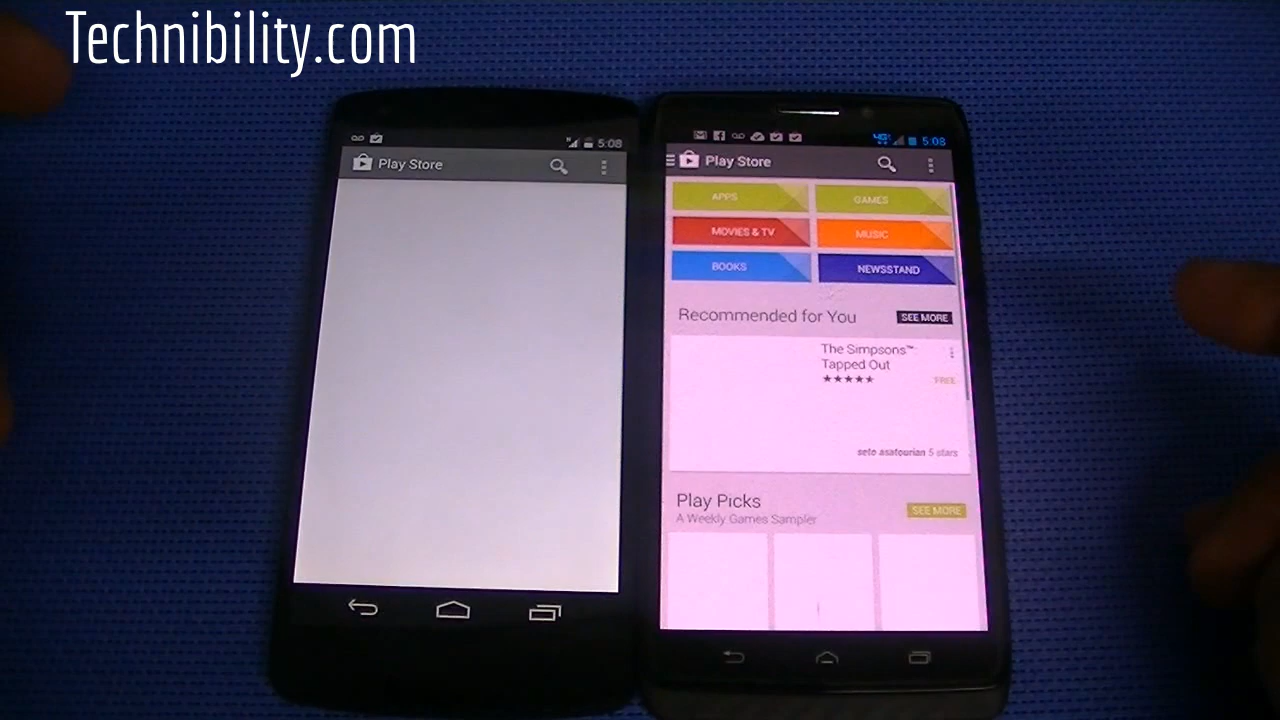 Technibility.com
5:08
Play Store
4G 5:08
Play Store
APPS
GAMES
MOVIES & TV
MUSIC
BOOKS
NEWSSTAND
Recommended for You
SEE MORE
The Simpsons™:
Tapped Out
FREE
seto asatourian 5 stars
Play Picks
A Weekly Games Sampler
SEE MORE